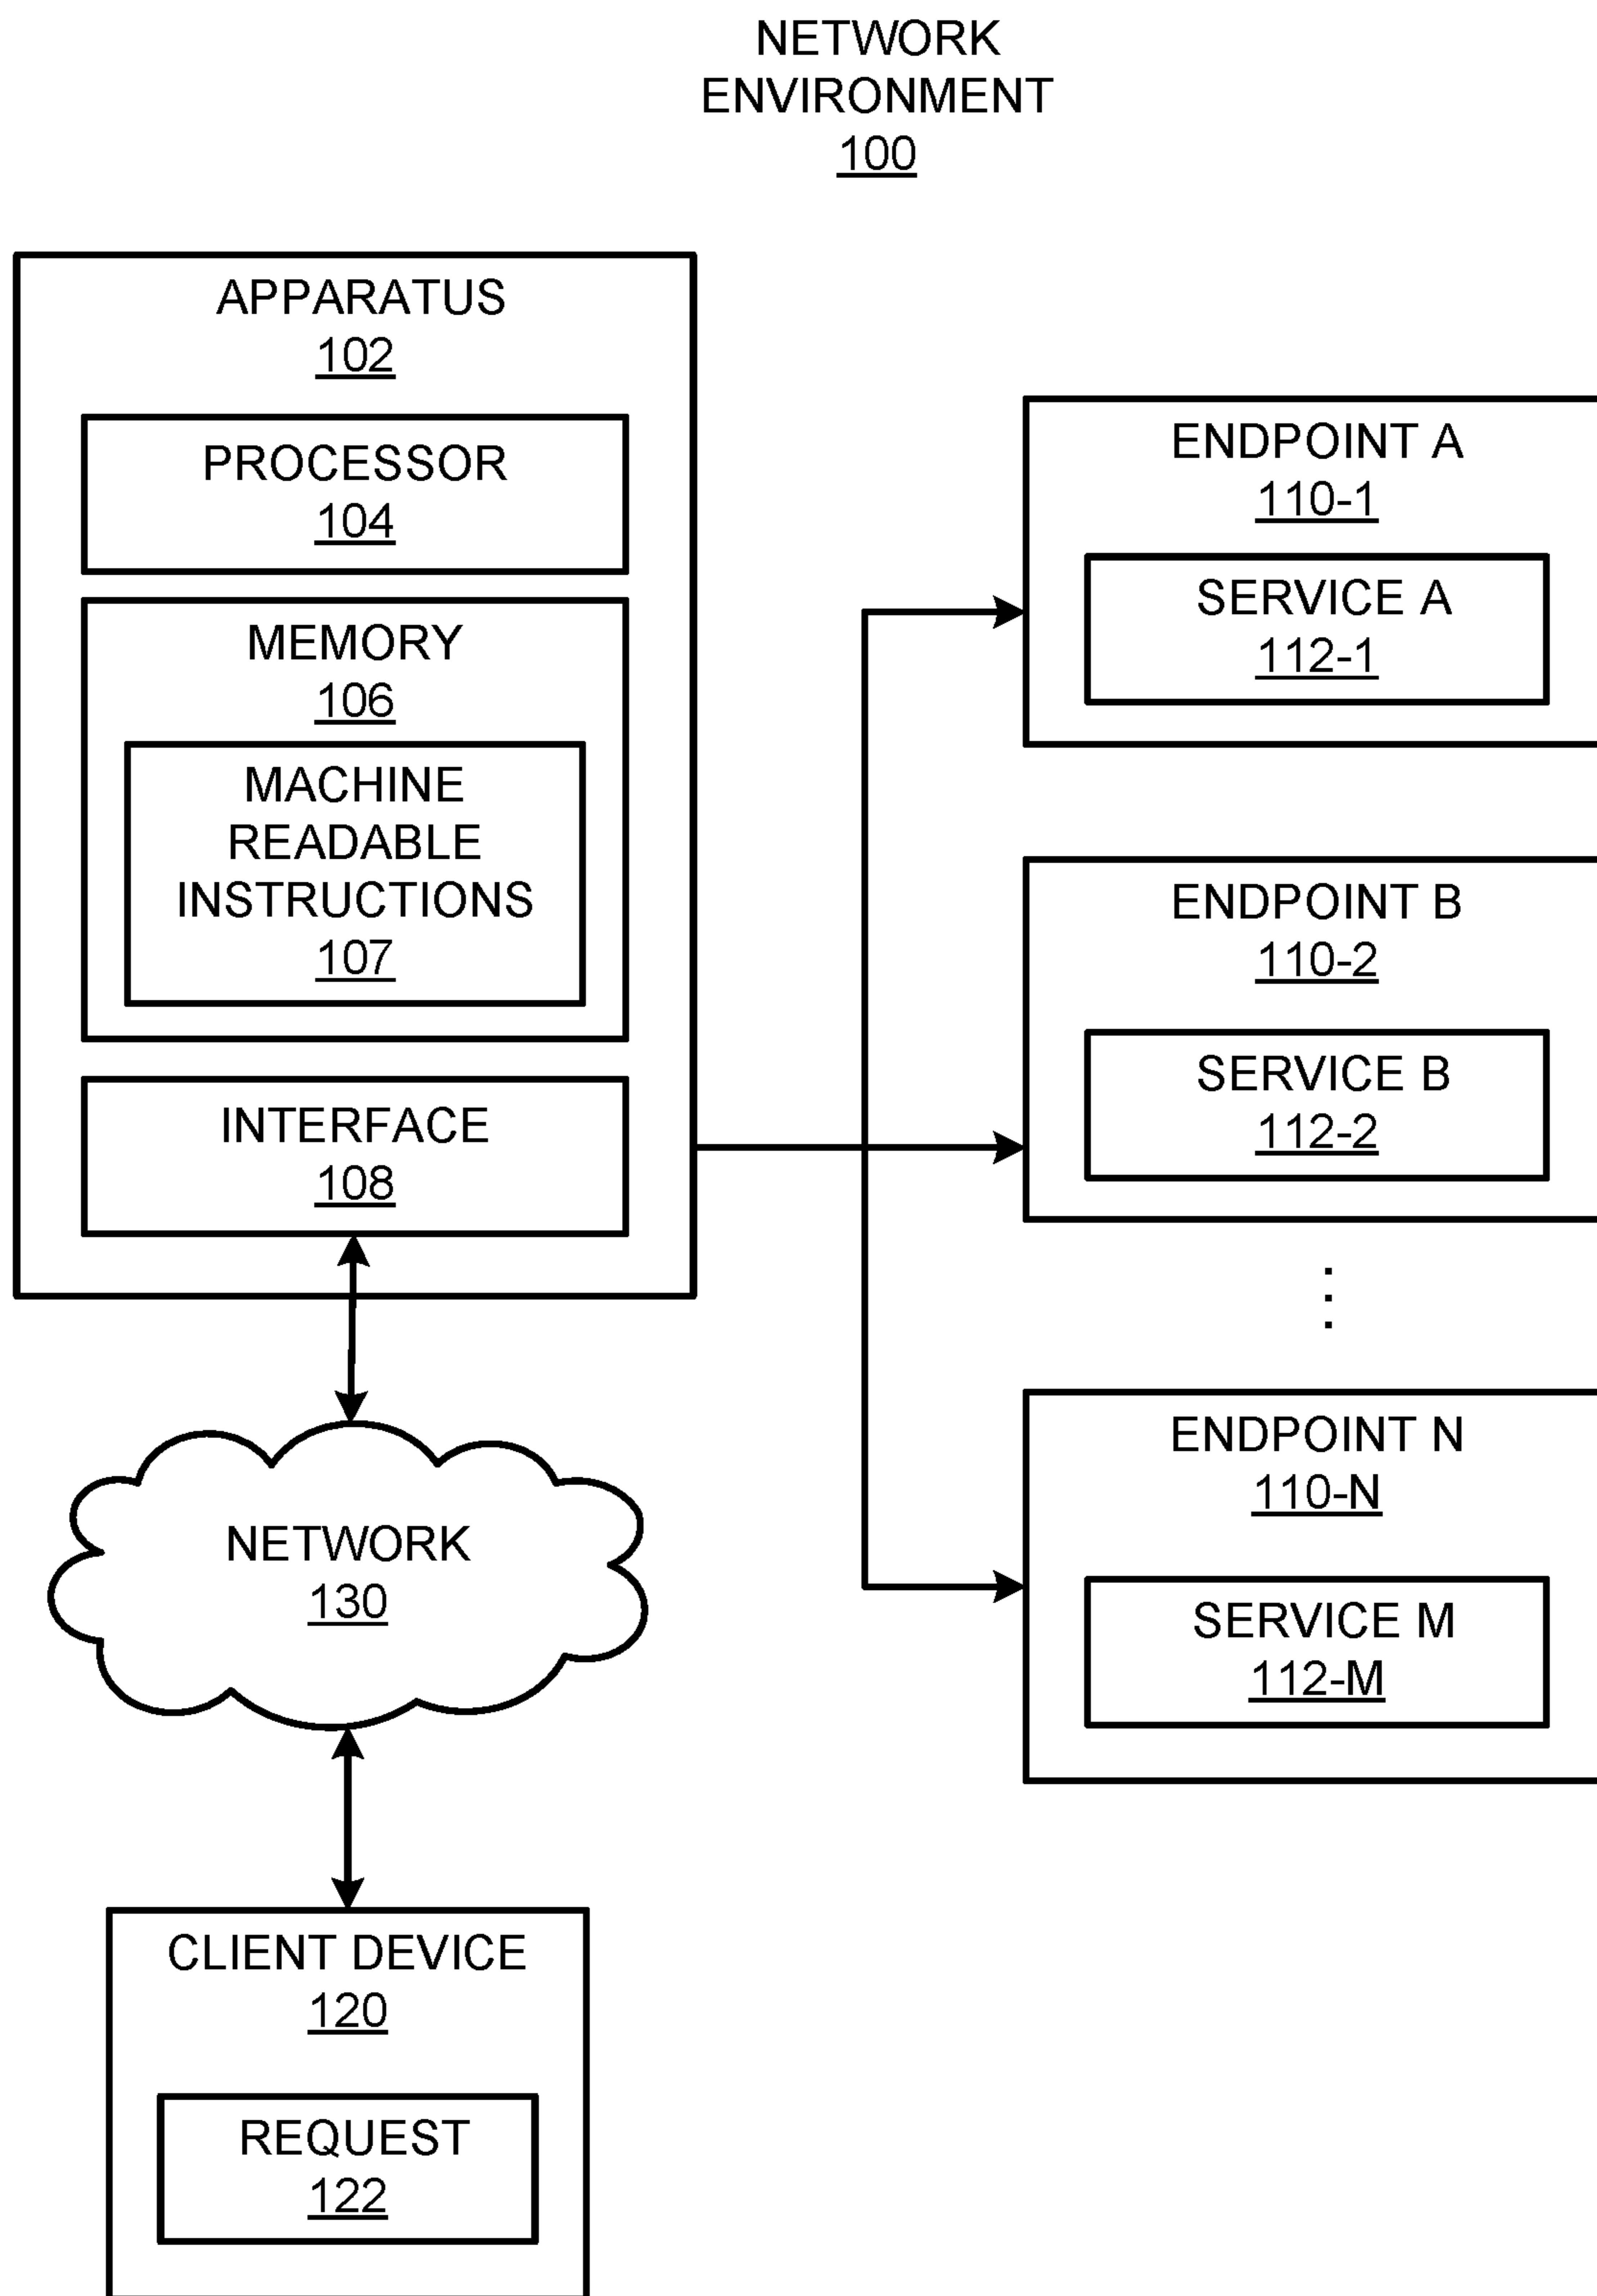 NETWORK
ENVIRONMENT
100
APPARATUS
102
PROCESSOR
104
MEMORY
106
MACHINE
READABLE
INSTRUCTIONS
107
INTERFACE
108
ENDPOINT A
110-1
SERVICE A
112-1
ENDPOINT B
110-2
SERVICE B
112-2
ENDPOINT N
110-N
SERVICE M
112-M
NETWORK
130
CLIENT DEVICE
120
REQUEST
122